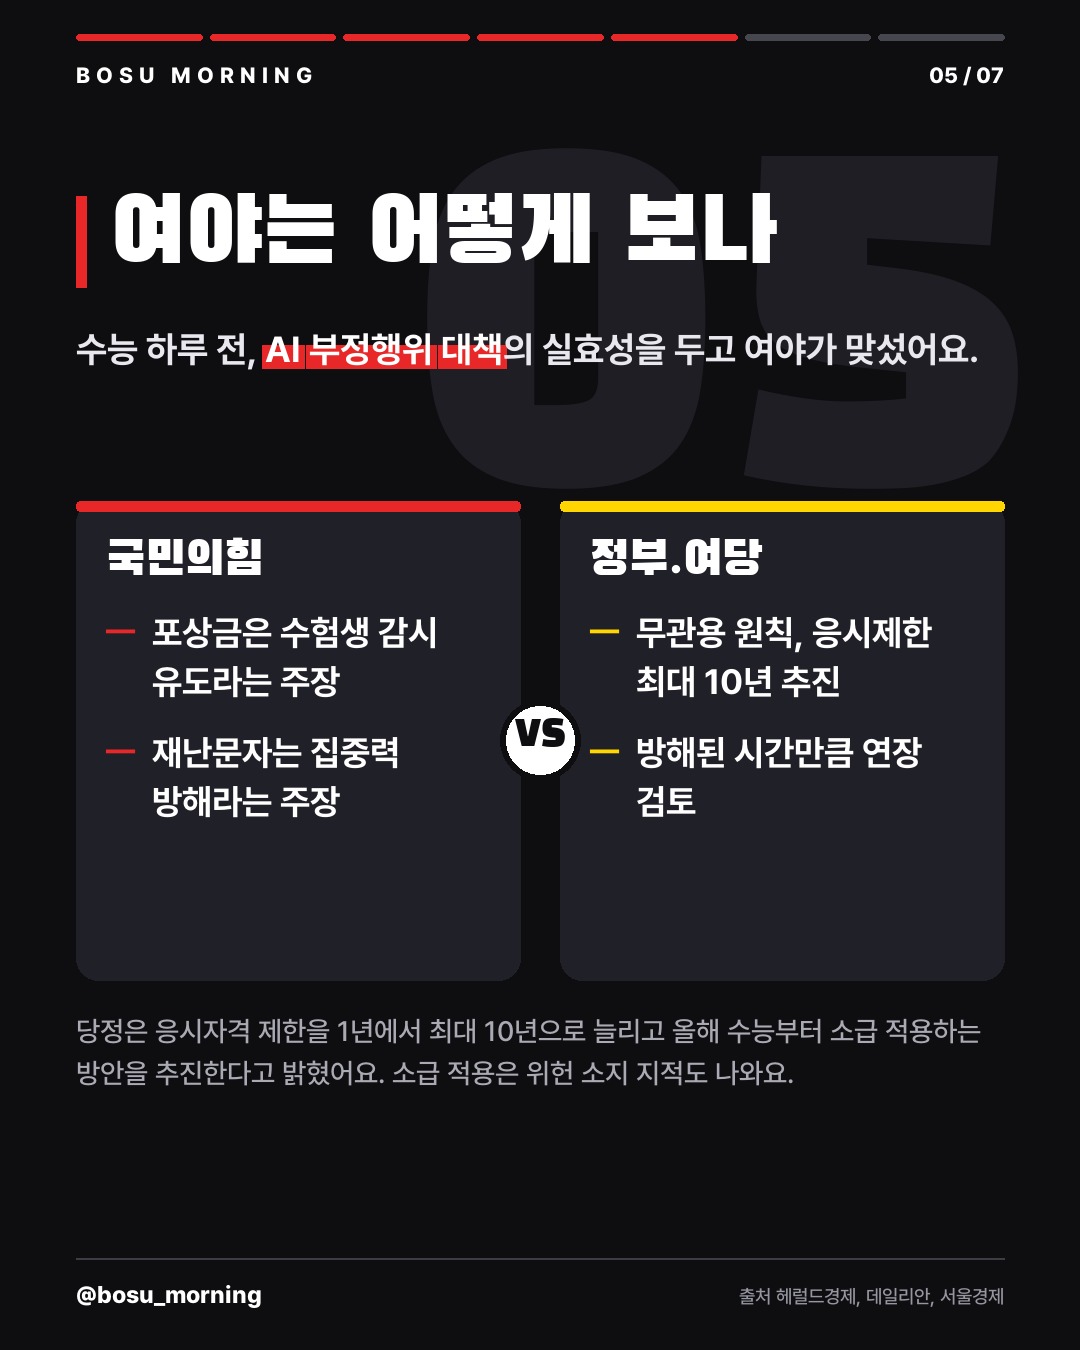 BOSU MORNING
05 / 07
05
여야는 어떻게 보나
수능 하루 전, AI 부정행위 대책의 실효성을 두고 여야가 맞섰어요.
국민의힘
포상금은 수험생 감시
유도라는 주장
재난문자는 집중력
방해라는 주장
VS
정부.여당
무관용 원칙, 응시제한
최대 10년 추진
방해된 시간만큼 연장
검토
당정은 응시자격 제한을 1년에서 최대 10년으로 늘리고 올해 수능부터 소급 적용하는
방안을 추진한다고 밝혔어요. 소급 적용은 위헌 소지 지적도 나와요.
@bosu_morning
출처 헤럴드경제, 데일리안, 서울경제